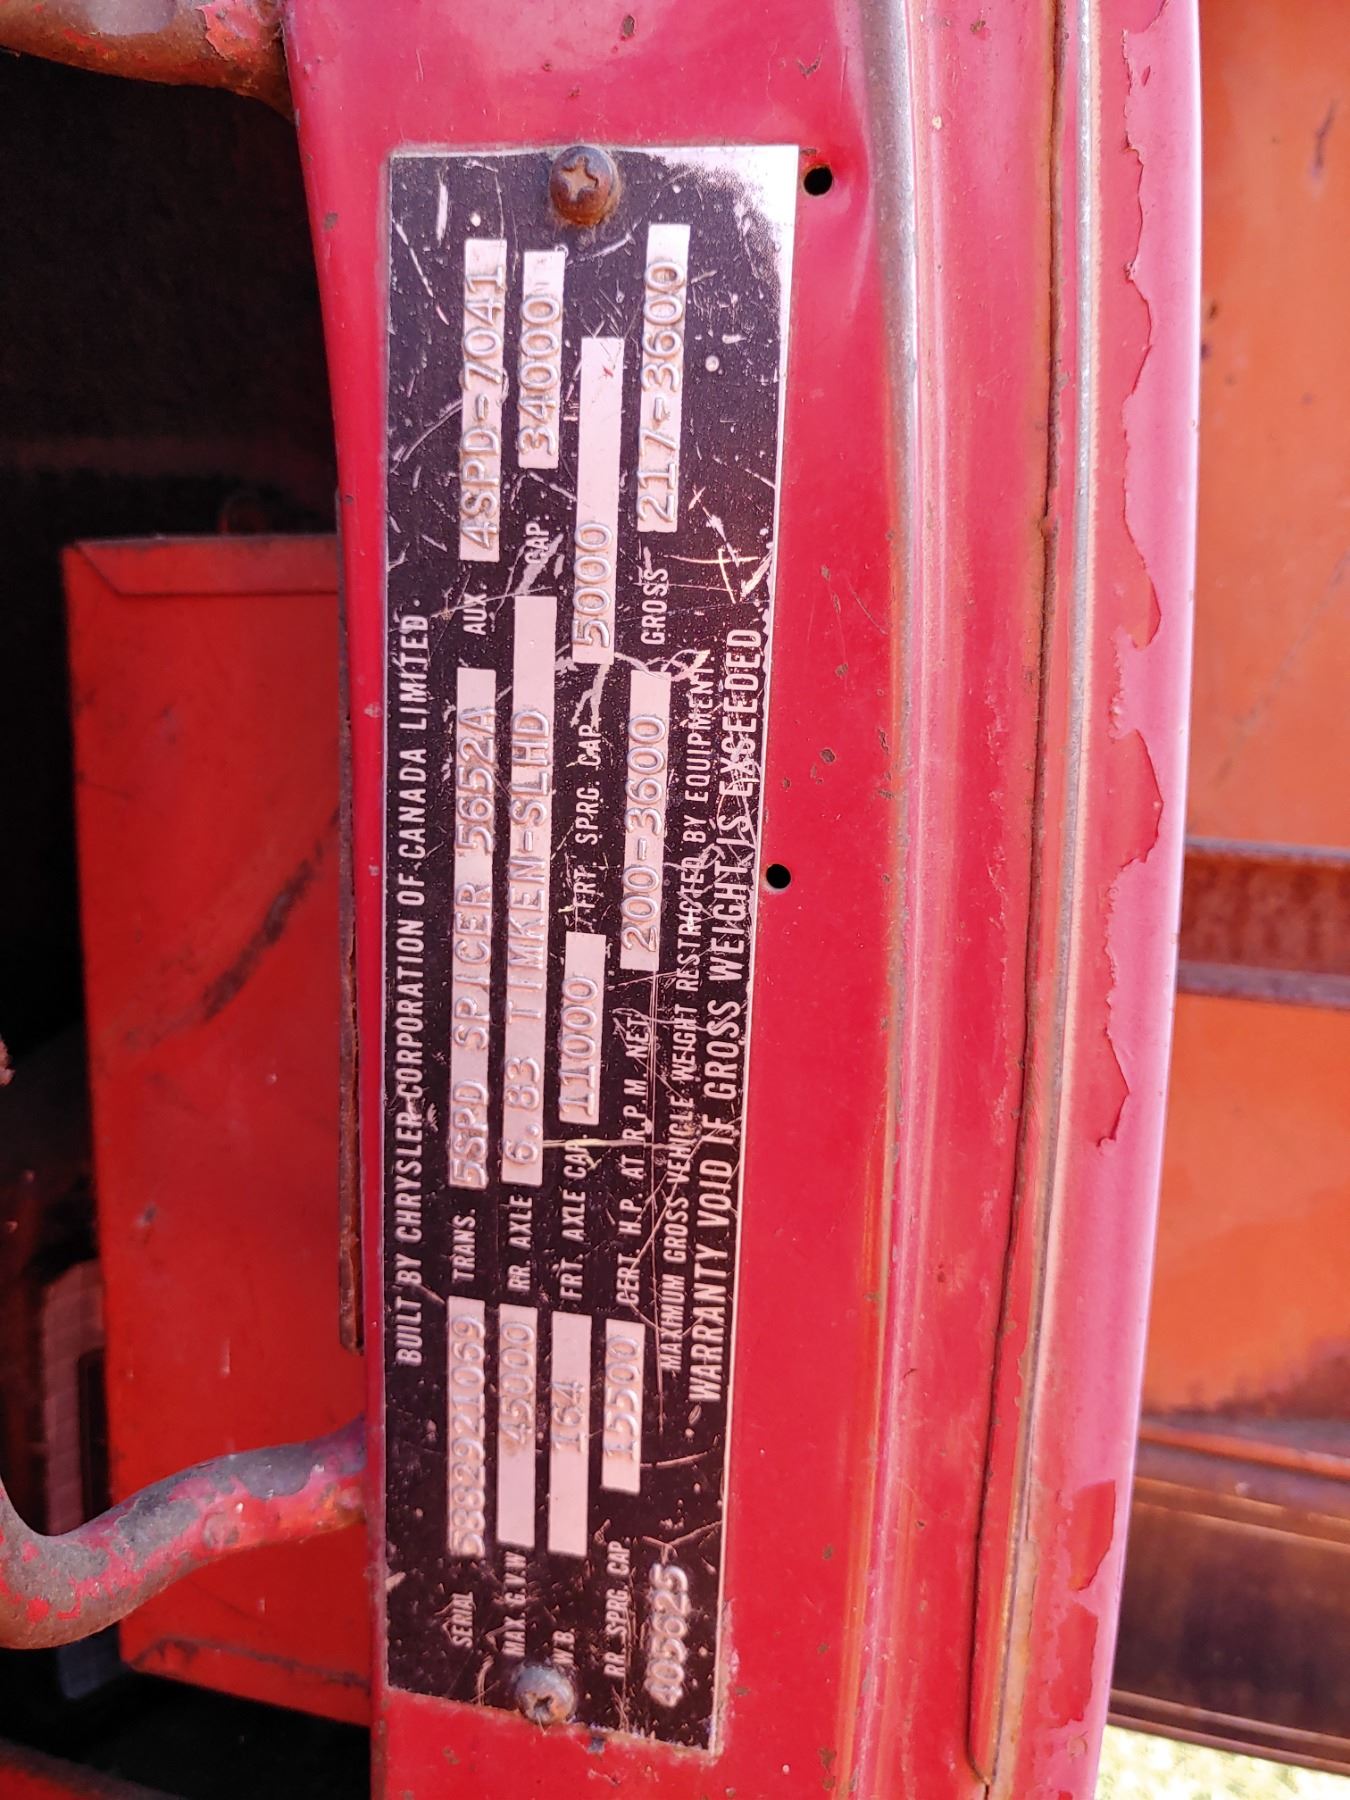 BUILT BY CHRYSLER CORPORATION OF CANADA LIMITED.
SERIAL 5882921069 TRANS. 5SPD SPICER 5652A AUX 4SPD-7041
MAX. G.V.W 45000 RR. AXLE 6.83 TIMKEN-SLHD CAP. 34000
W.B. 164 FRT. AXLE CAP 11000 FRT. SPRG. CAP. 5000
RR. SPRG. CAP 15500 CERT. H.P. AT R.P.M. NET 200-3600 GROSS 217-3600
MAXIMUM GROSS VEHICLE WEIGHT RESTRICTED BY EQUIPMENT.
405625 WARRANTY VOID IF GROSS WEIGHT IS EXCEEDED.